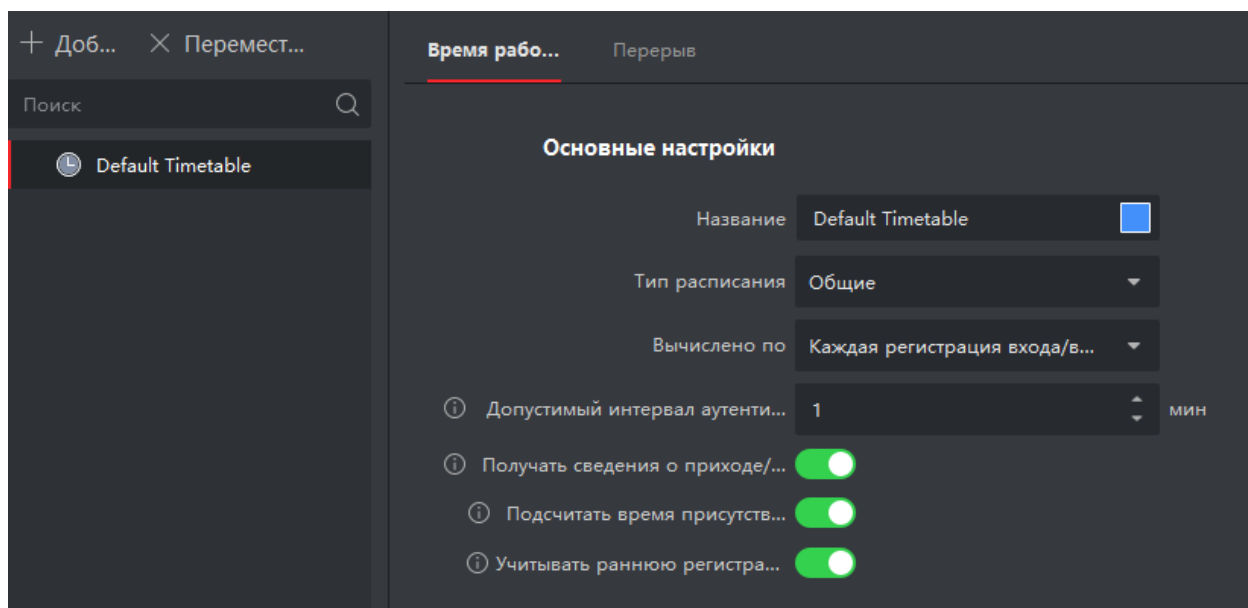 Доб... Перемест...
Время рабо... Перерыв
Поиск
Default Timetable
Основные настройки
Название Default Timetable
Тип расписания Общие
Вычислено по Каждая регистрация входа/в...
Допустимый интервал аутенти... 1 мин
Получать сведения о приходе/...
Подсчитать время присутств...
Учитывать раннюю регистра...